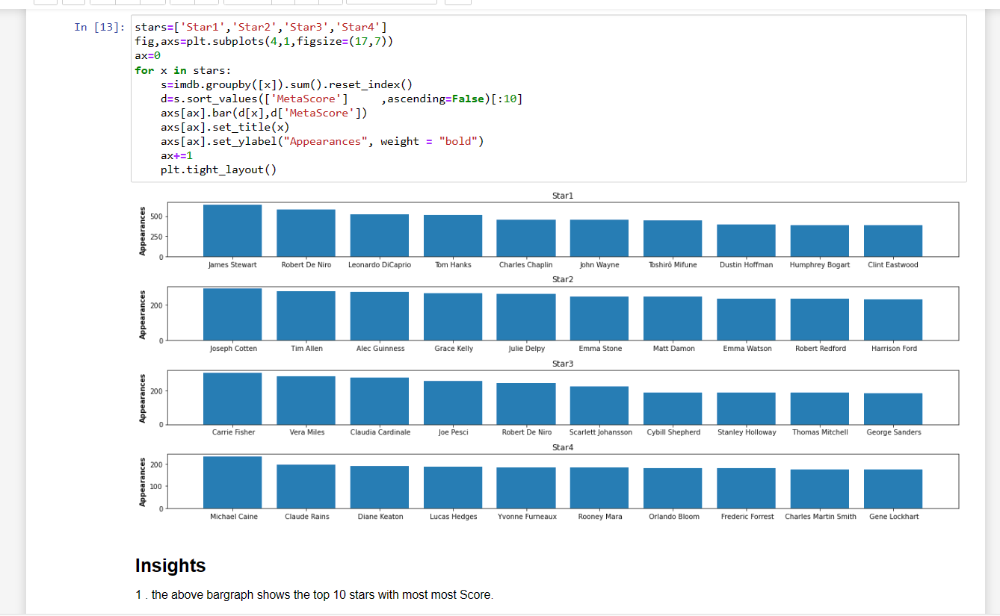 In [13]: stars=['Star1','Star2','Star3','Star4']
fig,axs=plt.subplots(4,1,figsize=(17,7))
ax=0
for x in stars:
    s=imdb.groupby([x]).sum().reset_index()
    d=s.sort_values(['MetaScore']     ,ascending=False)[:10]
    axs[ax].bar(d[x],d['MetaScore'])
    axs[ax].set_title(x)
    axs[ax].set_ylabel("Appearances", weight = "bold")
    ax+=1
    plt.tight_layout()
Star1
Appearances
500
250
0
James Stewart Robert De Niro Leonardo DiCaprio Tom Hanks Charles Chaplin John Wayne Toshirô Mifune Dustin Hoffman Humphrey Bogart Clint Eastwood
Star2
Appearances
200
0
Joseph Cotten Tim Allen Alec Guinness Grace Kelly Julie Delpy Emma Stone Matt Damon Emma Watson Robert Redford Harrison Ford
Star3
Appearances
200
0
Carrie Fisher Vera Miles Claudia Cardinale Joe Pesci Robert De Niro Scarlett Johansson Cybill Shepherd Stanley Holloway Thomas Mitchell George Sanders
Star4
Appearances
200
100
0
Michael Caine Claude Rains Diane Keaton Lucas Hedges Yvonne Furneaux Rooney Mara Orlando Bloom Frederic Forrest Charles Martin Smith Gene Lockhart
Insights
1 . the above bargraph shows the top 10 stars with most most Score.